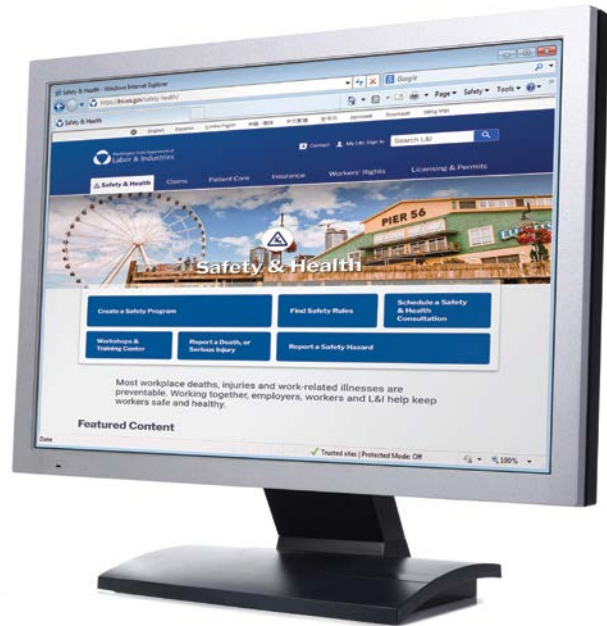 Safety & Health - Windows Internet Explorer
https://lni.wa.gov/safety-health/
Google
Safety & Health
Page Safety Tools
English Español 한국어
Contact My L&I Sign in Search L&I
Washington State Department of
Labor & Industries
Safety & Health Claims Patient Care Insurance Workers' Rights Licensing & Permits
PIER 56
Safety & Health
Create a Safety Program
Find Safety Rules
Schedule a Safety
& Health
Consultation
Workshops &
Training Center
Report a Death, or
Serious Injury
Report a Safety Hazard
Most workplace deaths, injuries and work-related illnesses are
preventable. Working together, employers, workers and L&I help keep
workers safe and healthy.
Featured Content
Done
Trusted sites | Protected Mode: Off
100%